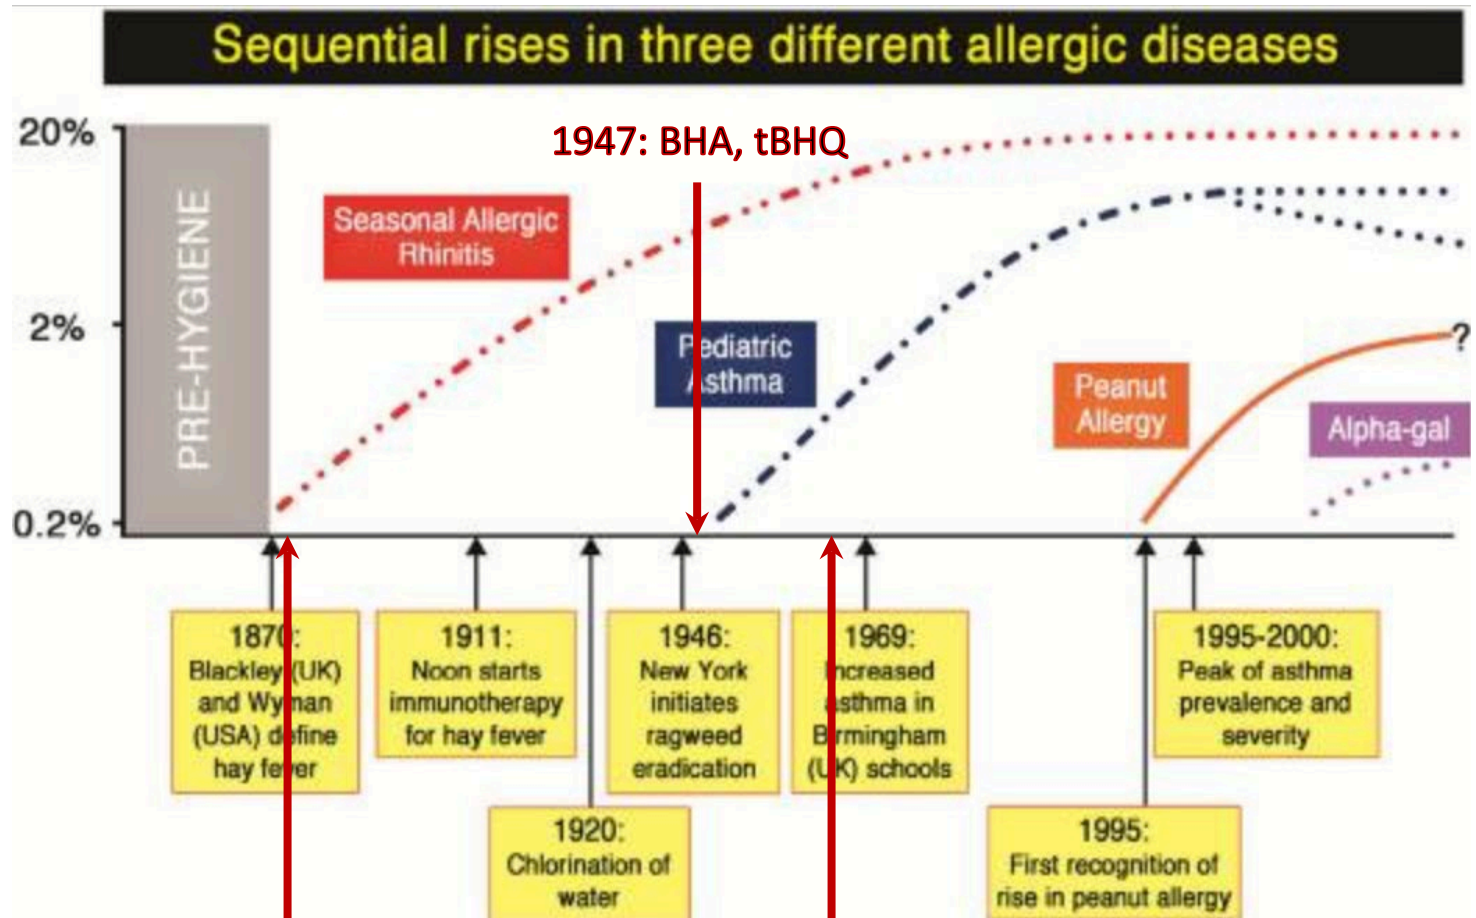 Sequential rises in three different allergic diseases
20%
2%
0.2%
PRE-HYGIENE
1947: BHA, tBHQ
Seasonal Allergic
Rhinitis
Pediatric
Asthma
Peanut
Allergy
Alpha-gal
?
1870:
Blackley (UK)
and Wyman
(USA) define
hay fever
1911:
Noon starts
immunotherapy
for hay fever
1920:
Chlorination of
water
1946:
New York
initiates
ragweed
eradication
1969:
Increased
asthma in
Birmingham
(UK) schools
1995:
First recognition of
rise in peanut allergy
1995-2000:
Peak of asthma
prevalence and
severity